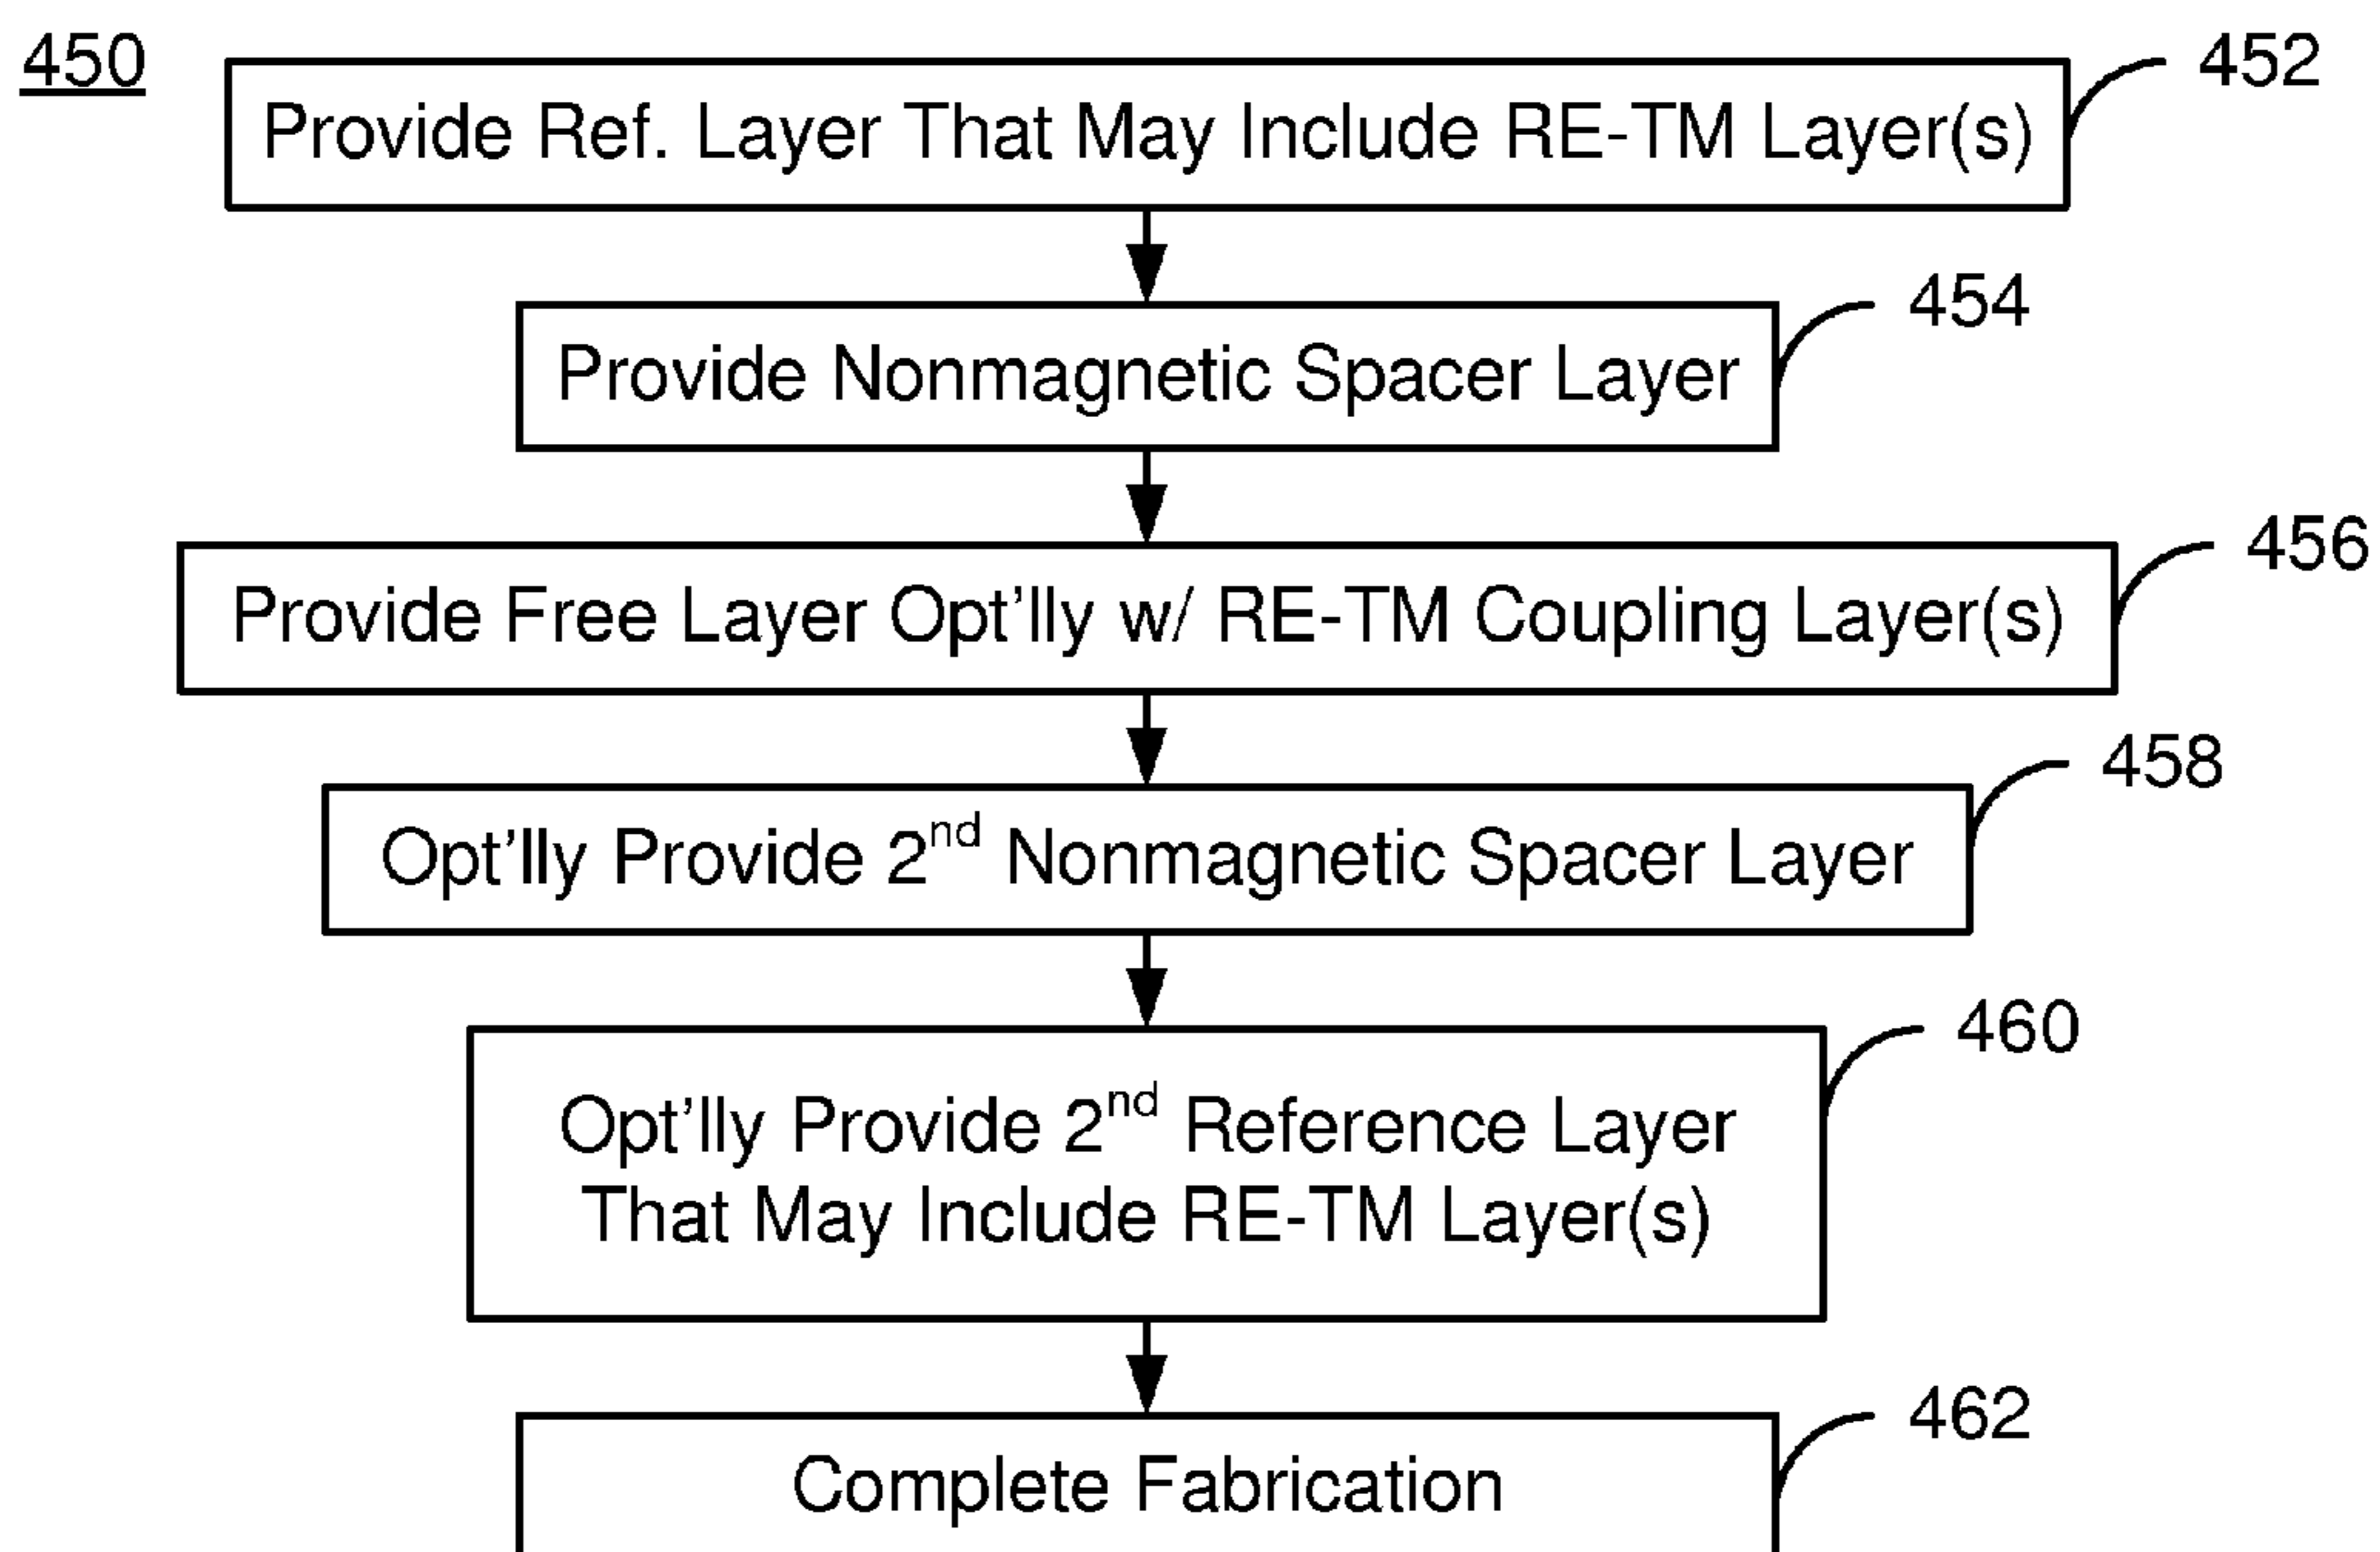 450
452
Provide Ref. Layer That May Include RE-TM Layer(s)
454
Provide Nonmagnetic Spacer Layer
456
Provide Free Layer Opt'lly w/ RE-TM Coupling Layer(s)
458
Opt'lly Provide 2nd Nonmagnetic Spacer Layer
460
Opt'lly Provide 2nd Reference Layer
That May Include RE-TM Layer(s)
462
Complete Fabrication